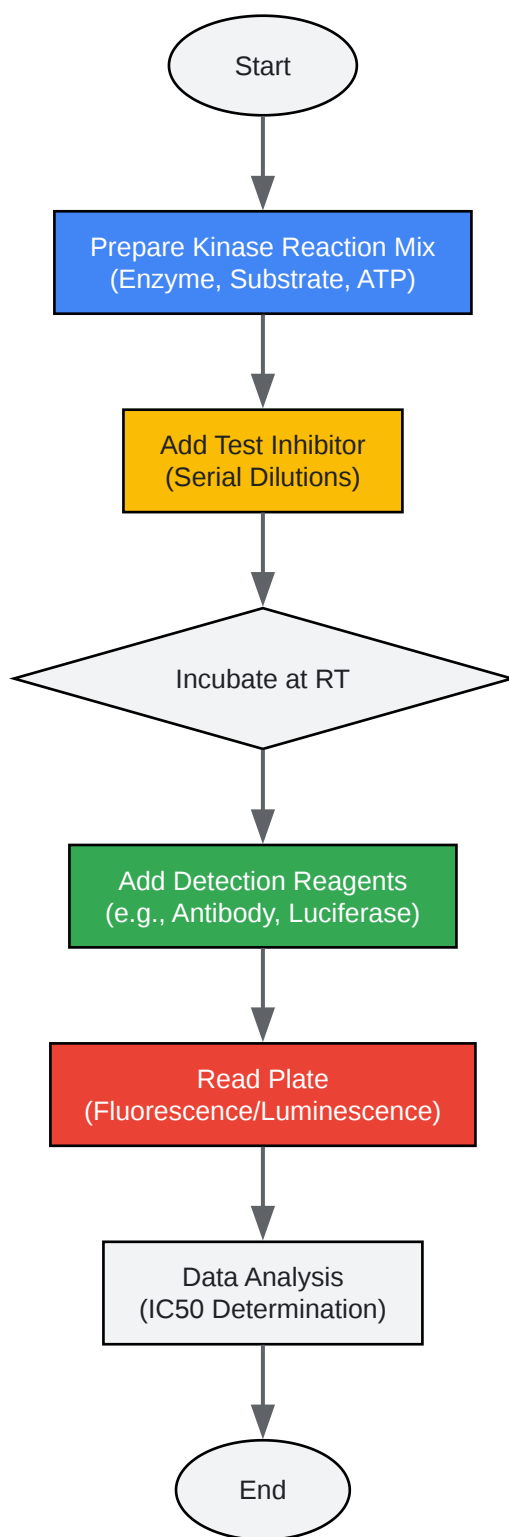 Start
Prepare Kinase Reaction Mix
(Enzyme, Substrate, ATP)
Add Test Inhibitor
(Serial Dilutions)
Incubate at RT
Add Detection Reagents
(e.g., Antibody, Luciferase)
Read Plate
(Fluorescence/Luminescence)
Data Analysis
(IC50 Determination)
End